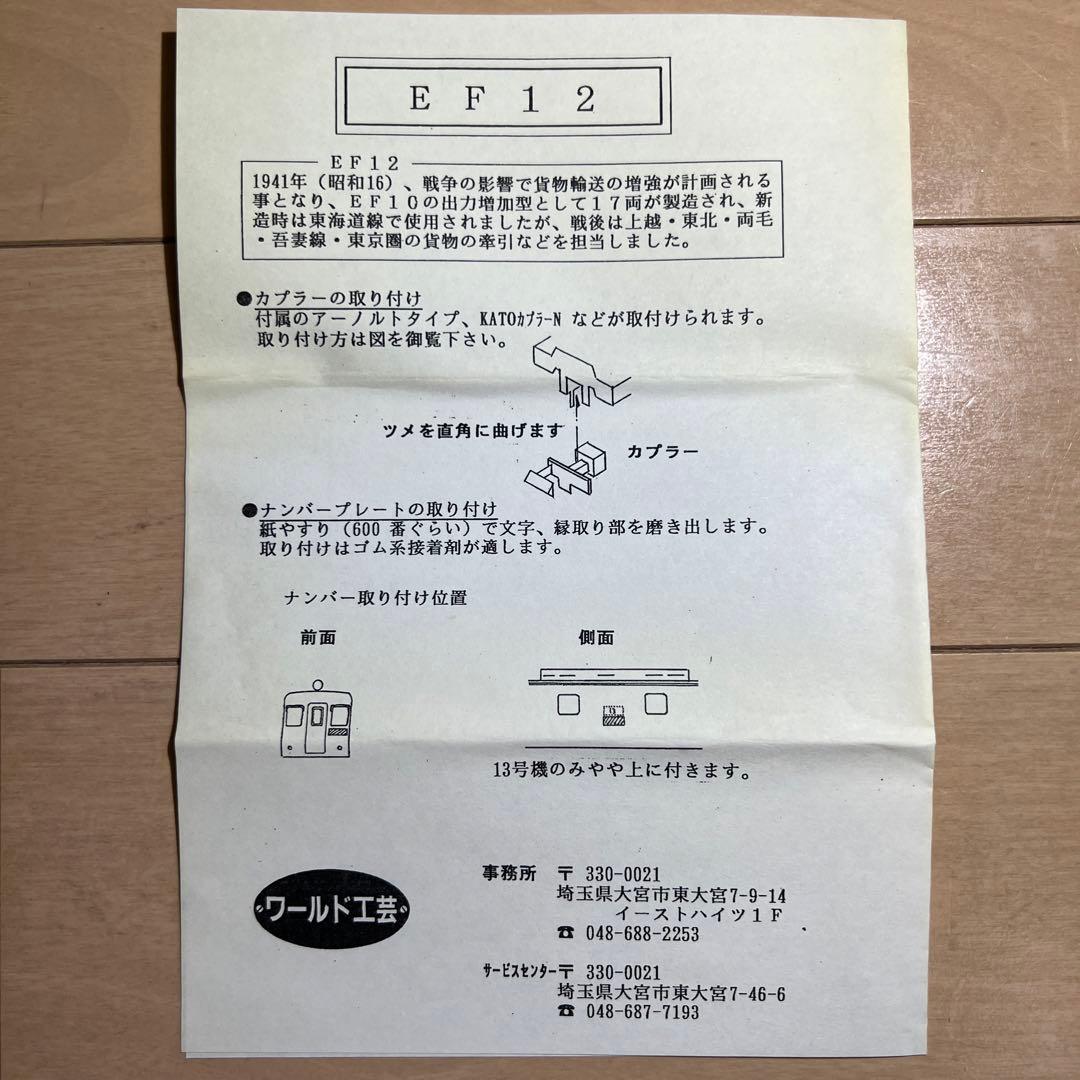 ＥＦ１２
ＥＦ１２
1941年（昭和16）、戦争の影響で貨物輸送の増強が計画される
事となり、ＥＦ１０の出力増加型として１７両が製造され、新
造時は東海道線で使用されましたが、戦後は上越・東北・両毛
・吾妻線・東京圏の貨物の牽引などを担当しました。
●カプラーの取り付け
付属のアーノルトタイプ、KATOｶﾌﾟﾗｰN などが取付けられます。
取り付け方は図を御覧下さい。
ツメを直角に曲げます
カプラー
●ナンバープレートの取り付け
紙やすり（600 番ぐらい）で文字、縁取り部を磨き出します。
取り付けはゴム系接着剤が適します。
ナンバー取り付け位置
前面 側面
13
13号機のみやや上に付きます。
ワールド工芸
事務所 〒 330-0021
埼玉県大宮市東大宮7-9-14
イーストハイツ１Ｆ
☎ 048-688-2253
ｻｰﾋﾞｽｾﾝﾀｰ〒 330-0021
埼玉県大宮市東大宮7-46-6
☎ 048-687-7193